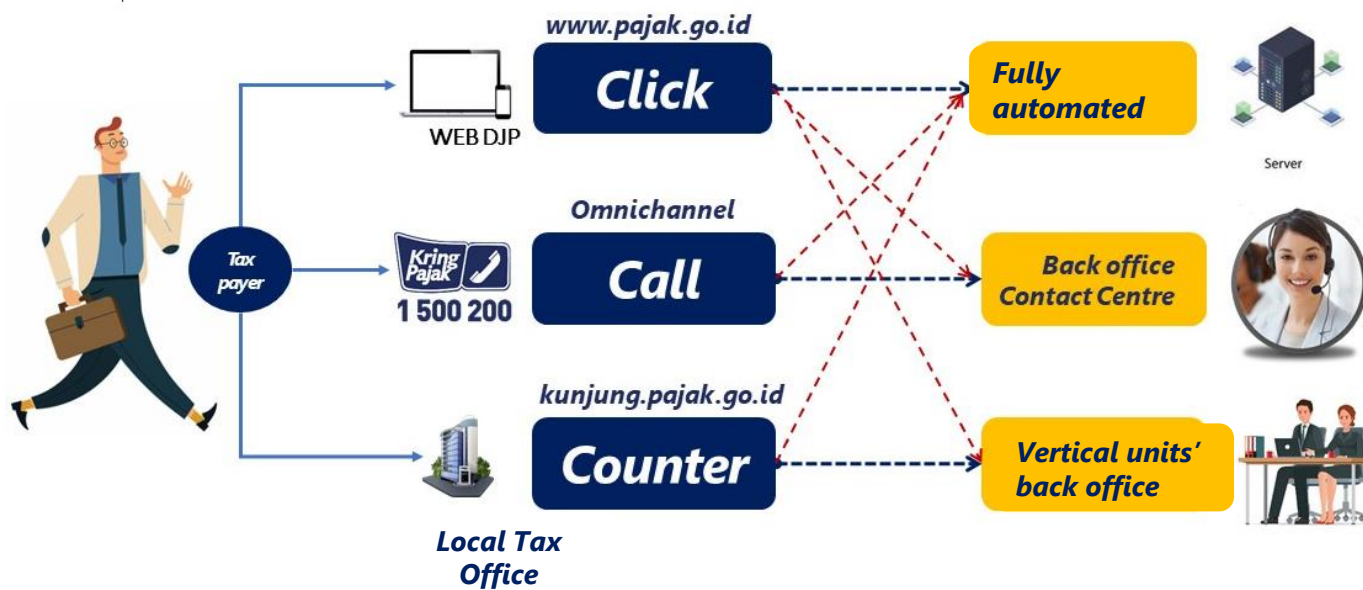 www.pajak.go.id
Click
Fully
automated
WEB DJP
Server
Tax
payer
Omnichannel
Kring
Pajak
1 500 200
Call
Back office
Contact Centre
kunjung.pajak.go.id
Counter
Vertical units’
back office
Local Tax
Office